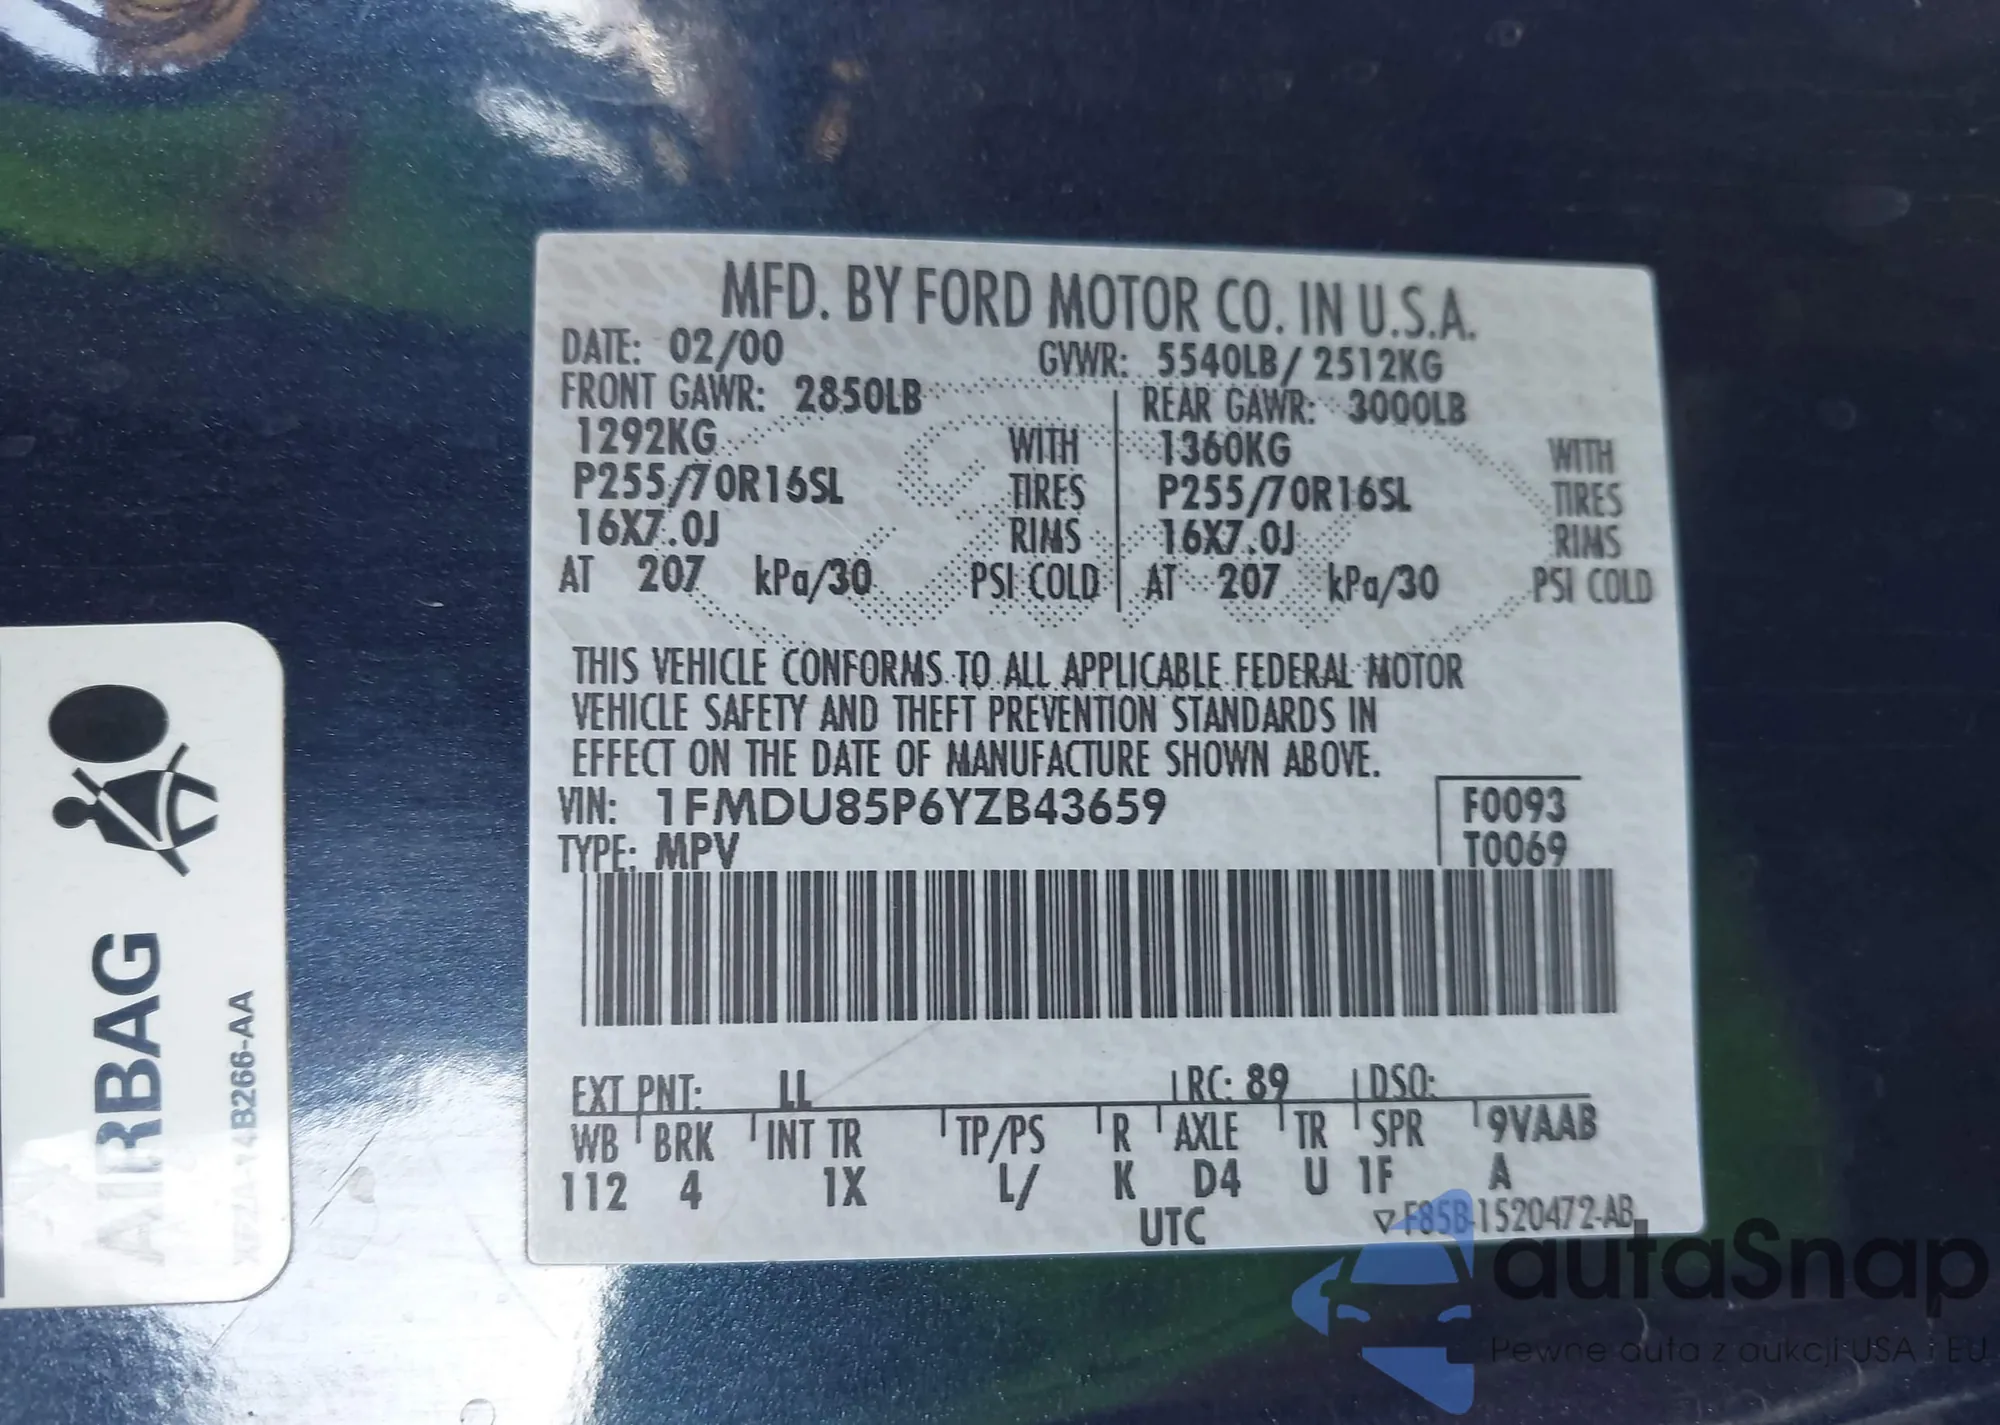 MFD. BY FORD MOTOR CO. IN U.S.A.
DATE: 02/00 GVWR: 5540LB/ 2512KG
FRONT GAWR: 2850LB REAR GAWR: 3000LB
1292KG WITH 1360KG WITH
P255/70R16SL TIRES P255/70R16SL TIRES
16X7.0J RIMS 16X7.0J RIMS
AT 207 kPa/30 PSI COLD AT 207 kPa/30 PSI COLD
THIS VEHICLE CONFORMS TO ALL APPLICABLE FEDERAL MOTOR
VEHICLE SAFETY AND THEFT PREVENTION STANDARDS IN
EFFECT ON THE DATE OF MANUFACTURE SHOWN ABOVE.
VIN: 1FMDU85P6YZB43659 F0093
TYPE: MPV T0069
EXT PNT: LL RC: 89 DSO:
WB BRK INT TR TP/PS R AXLE TR SPR 9VAAB
112 4 1X L/ K D4 U 1F A
UTC ▽ F85B-1520472-AB
AIRBAG
XF2A-14B266-AA
autaSnap
Pewne auta z aukcji USA i EU